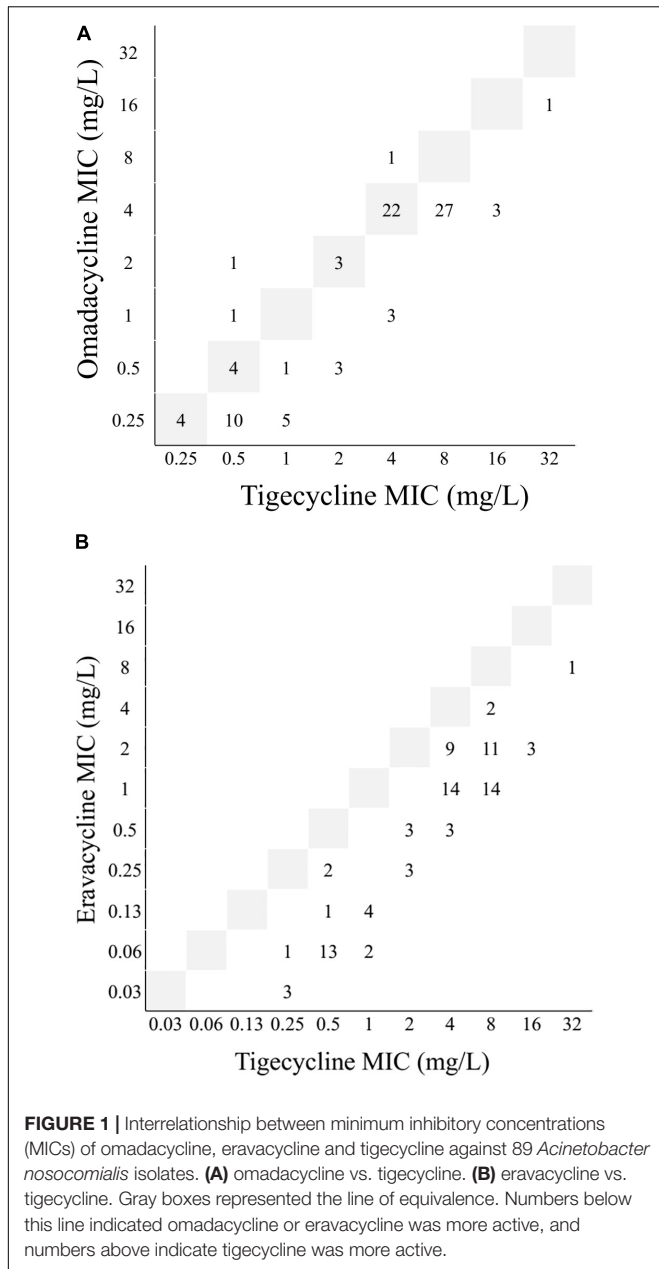 A
Omadacycline MIC (mg/L)
32
16 1
8 1
4 22 27 3
2 1 3
1 1 3
0.5 4 1 3
0.25 4 10 5
0.25 0.5 1 2 4 8 16 32
Tigecycline MIC (mg/L)
B
Eravacycline MIC (mg/L)
32
16
8 1
4 2
2 9 11 3
1 14 14
0.5 3 3
0.25 2 3
0.13 1 4
0.06 1 13 2
0.03 3
0.03 0.06 0.13 0.25 0.5 1 2 4 8 16 32
Tigecycline MIC (mg/L)
FIGURE 1 | Interrelationship between minimum inhibitory concentrations
(MICs) of omadacycline, eravacycline and tigecycline against 89 Acinetobacter
nosocomialis isolates. (A) omadacycline vs. tigecycline. (B) eravacycline vs.
tigecycline. Gray boxes represented the line of equivalence. Numbers below
this line indicated omadacycline or eravacycline was more active, and
numbers above indicate tigecycline was more active.